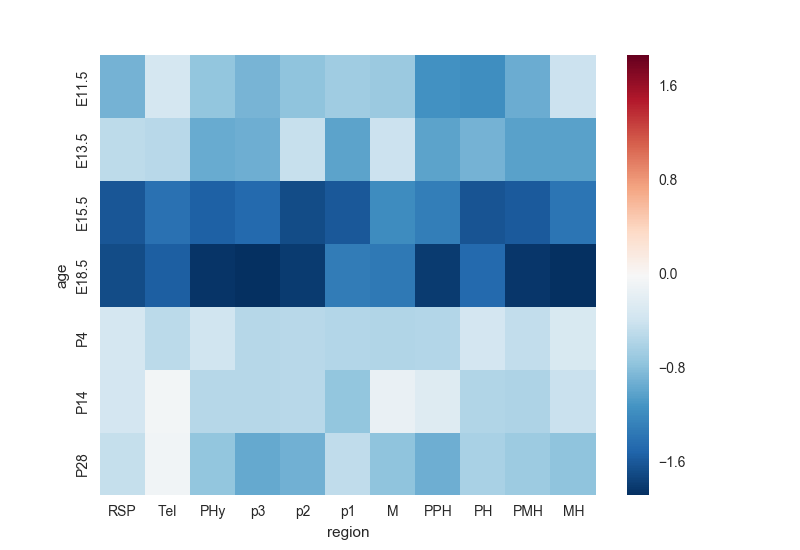 age
E11.5
E13.5
E15.5
E18.5
P4
P14
P28
RSP Tel PHy p3 p2 p1 M PPH PH PMH MH
region
1.6
0.8
0.0
−0.8
−1.6